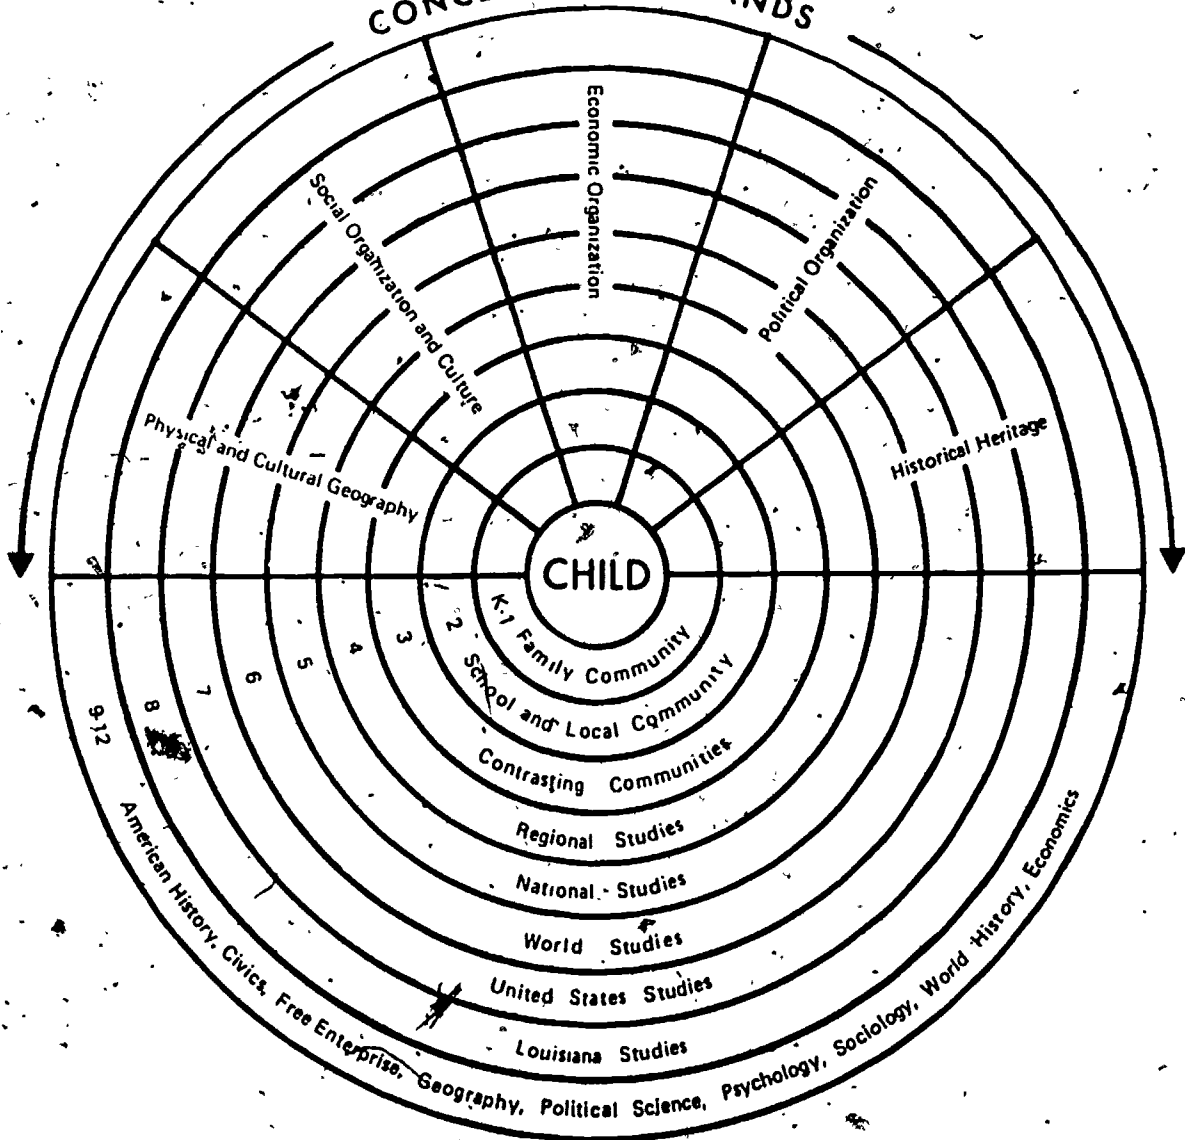 Social Organization and Culture
Economic Organization
Political Organization
Physical and Cultural Geography
Historical Heritage
CHILD
K-1 Family Community
2 School and Local Community
3 Contrasting Communities
4 Regional Studies
5 National Studies
6 World Studies
7 United States Studies
8 Louisiana Studies
9-12 American History, Civics, Free Enterprise, Geography, Political Science, Psychology, Sociology, World History, Economics